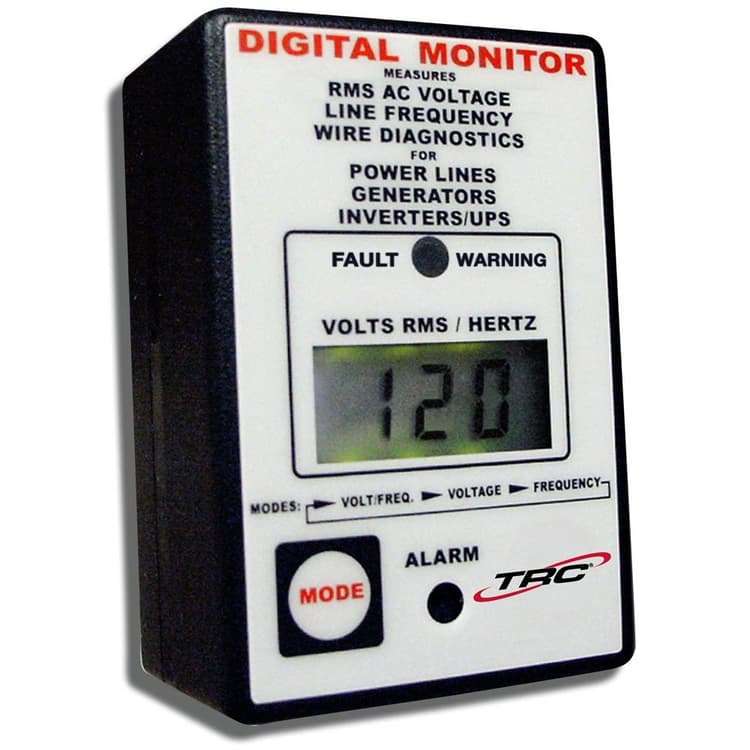 DIGITAL MONITOR
MEASURES
RMS AC VOLTAGE
LINE FREQUENCY
WIRE DIAGNOSTICS
FOR
POWER LINES
GENERATORS
INVERTERS/UPS
FAULT WARNING
VOLTS RMS / HERTZ
120
MODES: VOLT/FREQ. VOLTAGE FREQUENCY
MODE
ALARM
TRC®